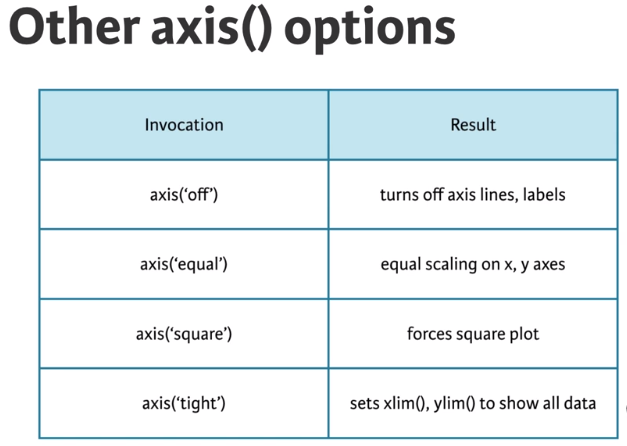 Other axis() options
Invocation Result
axis(‘off’) turns off axis lines, labels
axis(‘equal’) equal scaling on x, y axes
axis(‘square’) forces square plot
axis(‘tight’) sets xlim(), ylim() to show all data